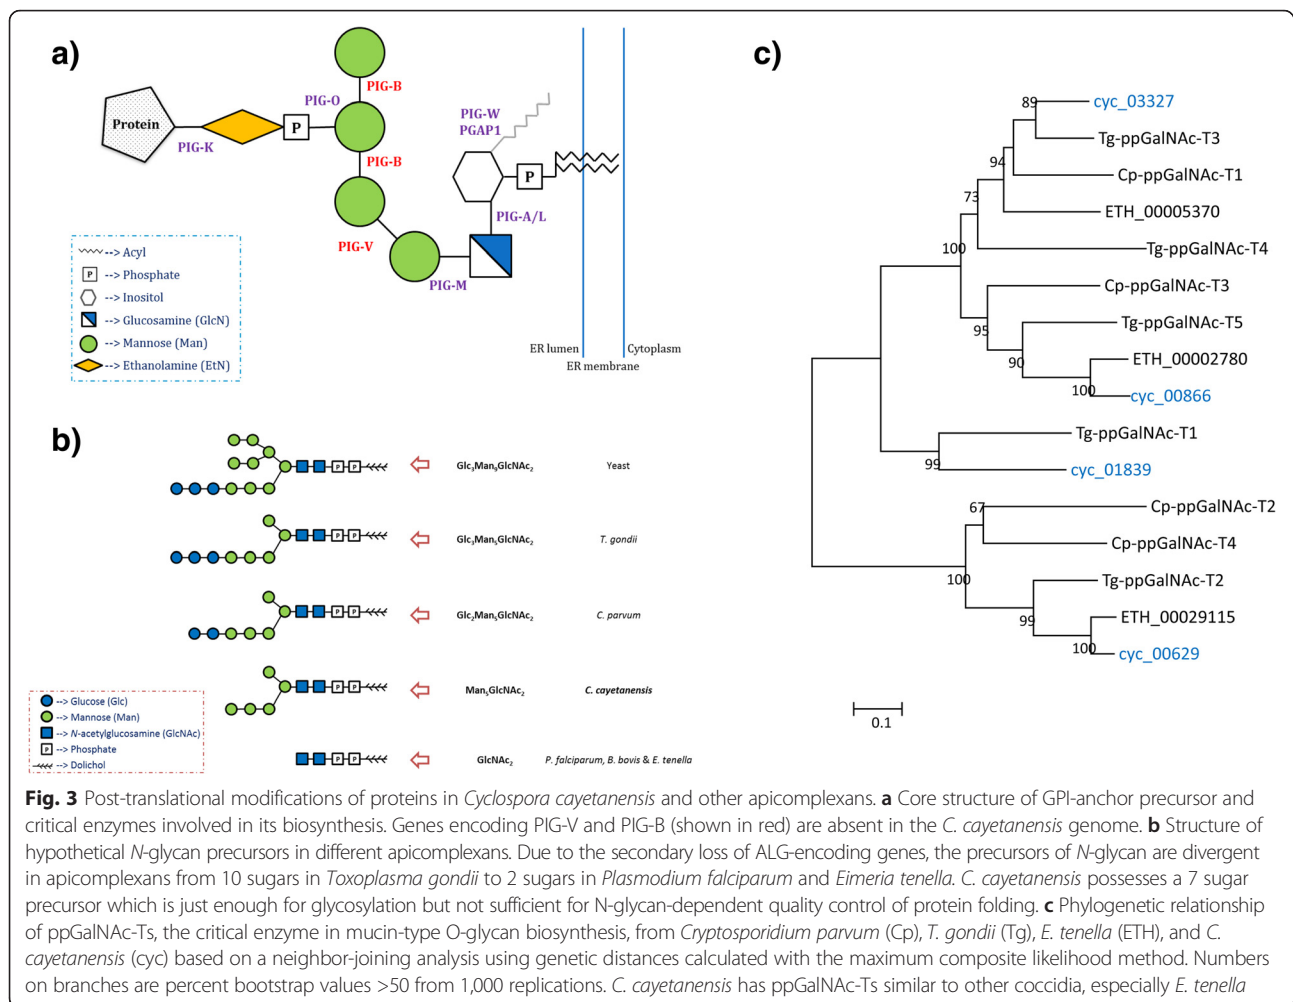 a)
PIG-B
PIG-O
Protein
P
PIG-K
PIG-B
PIG-W
PGAP1
P
PIG-A/L
PIG-V
PIG-M
--> Acyl
P --> Phosphate
--> Inositol
--> Glucosamine (GlcN)
--> Mannose (Man)
--> Ethanolamine (EtN)
ER lumen
Cytoplasm
ER membrane
b)
P P
Glc3Man9GlcNAc2 Yeast
P P
Glc3Man5GlcNAc2 T. gondii
P P
Glc2Man5GlcNAc2 C. parvum
P P
Man5GlcNAc2 C. cayetanensis
P P
GlcNAc2 P. falciparum, B. bovis & E. tenella
--> Glucose (Glc)
--> Mannose (Man)
--> N-acetylglucosamine (GlcNAc)
P --> Phosphate
--> Dolichol
c)
89 cyc_03327
Tg-ppGalNAc-T3
94 Cp-ppGalNAc-T1
73 ETH_00005370
100 Tg-ppGalNAc-T4
Cp-ppGalNAc-T3
95 Tg-ppGalNAc-T5
90 ETH_00002780
100 cyc_00866
Tg-ppGalNAc-T1
99 cyc_01839
67 Cp-ppGalNAc-T2
Cp-ppGalNAc-T4
100 Tg-ppGalNAc-T2
99 ETH_00029115
100 cyc_00629
0.1
Fig. 3 Post-translational modifications of proteins in Cyclospora cayetanensis and other apicomplexans. a Core structure of GPI-anchor precursor and
critical enzymes involved in its biosynthesis. Genes encoding PIG-V and PIG-B (shown in red) are absent in the C. cayetanensis genome. b Structure of
hypothetical N-glycan precursors in different apicomplexans. Due to the secondary loss of ALG-encoding genes, the precursors of N-glycan are divergent
in apicomplexans from 10 sugars in Toxoplasma gondii to 2 sugars in Plasmodium falciparum and Eimeria tenella. C. cayetanensis possesses a 7 sugar
precursor which is just enough for glycosylation but not sufficient for N-glycan-dependent quality control of protein folding. c Phylogenetic relationship
of ppGalNAc-Ts, the critical enzyme in mucin-type O-glycan biosynthesis, from Cryptosporidium parvum (Cp), T. gondii (Tg), E. tenella (ETH), and C.
cayetanensis (cyc) based on a neighbor-joining analysis using genetic distances calculated with the maximum composite likelihood method. Numbers
on branches are percent bootstrap values >50 from 1,000 replications. C. cayetanensis has ppGalNAc-Ts similar to other coccidia, especially E. tenella